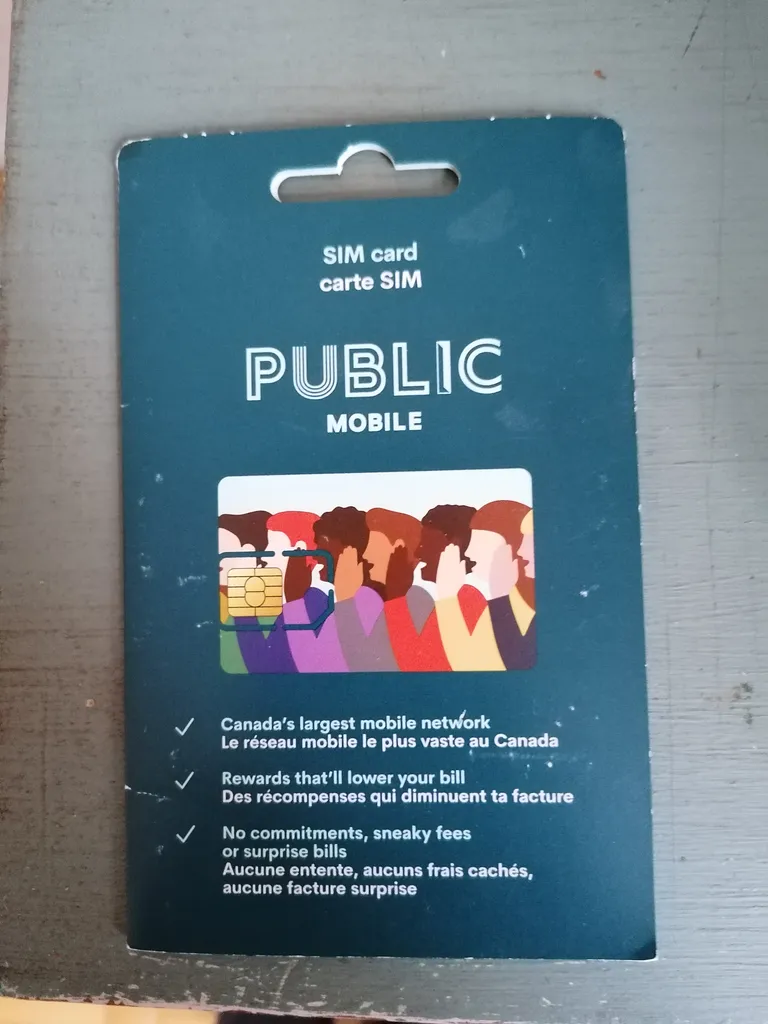 SIM card
carte SIM
PUBLIC
MOBILE
Canada's largest mobile network
Le réseau mobile le plus vaste au Canada
Rewards that'll lower your bill
Des récompenses qui diminuent ta facture
No commitments, sneaky fees
or surprise bills
Aucune entente, aucuns frais cachés,
aucune facture surprise